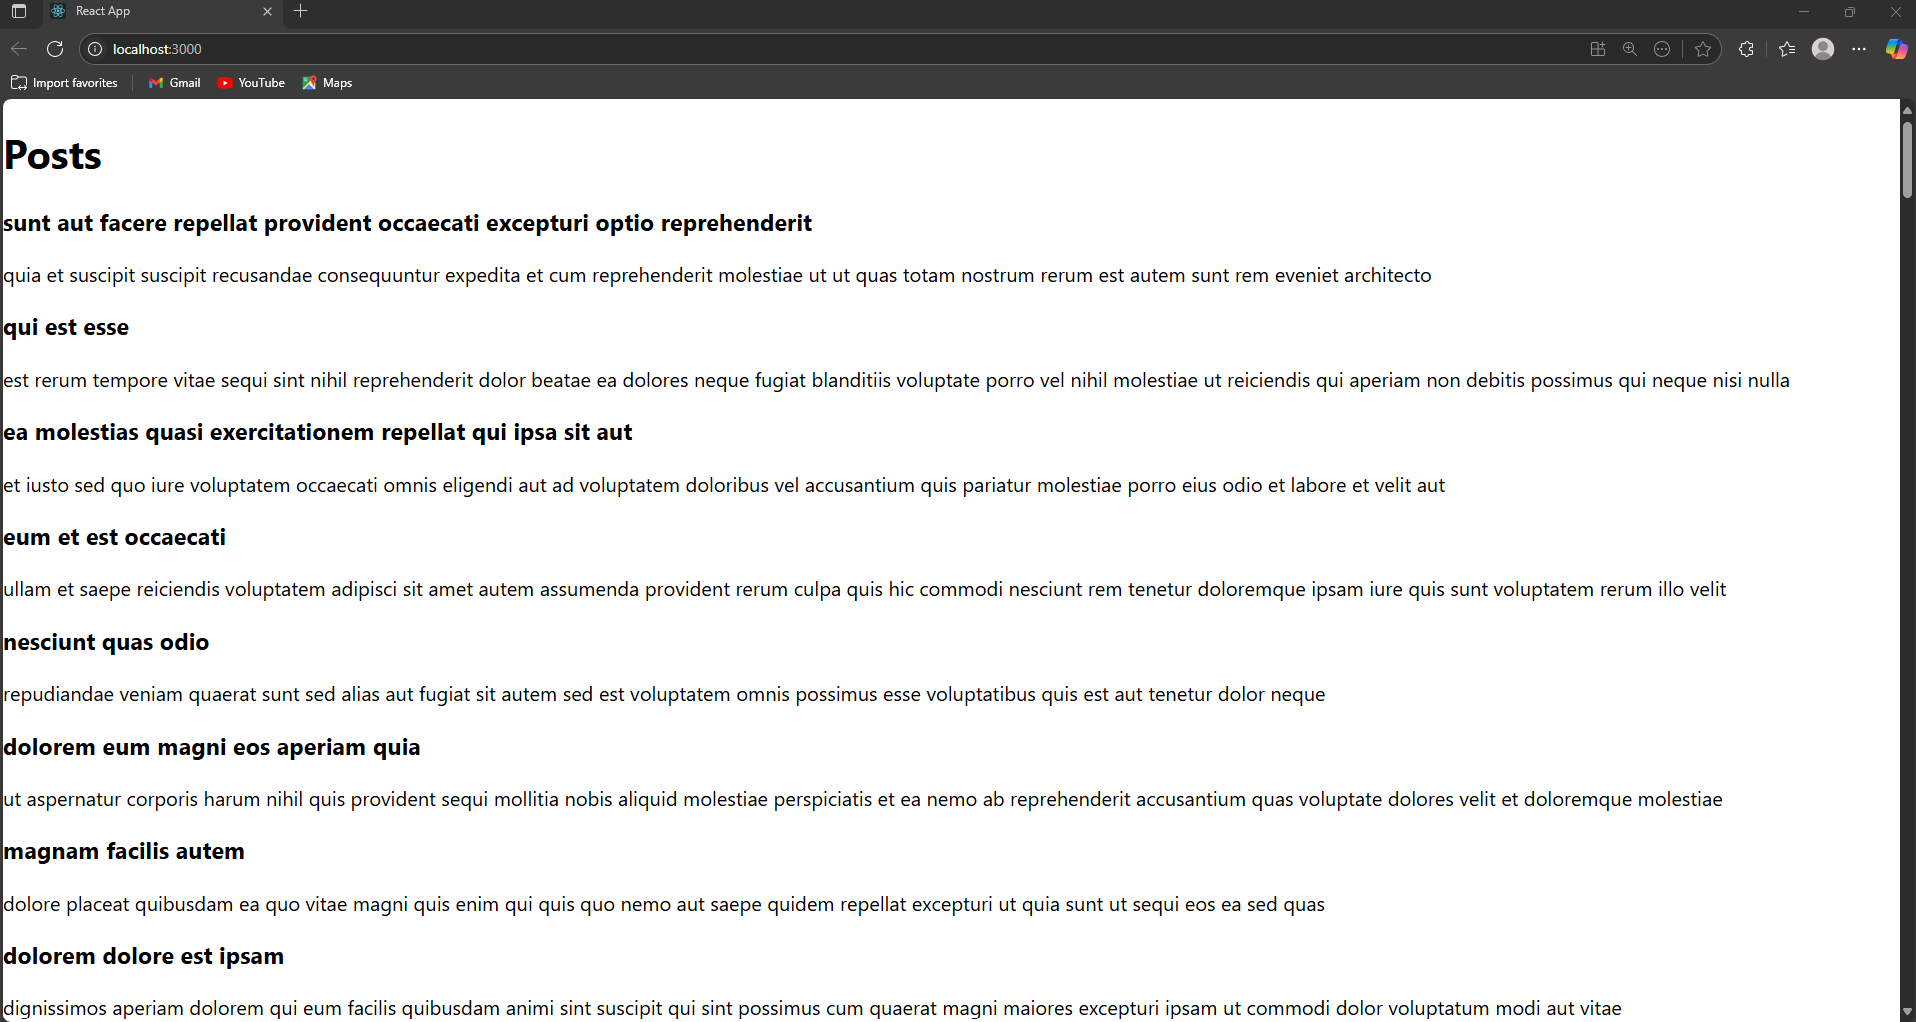 React App
localhost:3000
Import favorites Gmail YouTube Maps
Posts
sunt aut facere repellat provident occaecati excepturi optio reprehenderit
quia et suscipit suscipit recusandae consequuntur expedita et cum reprehenderit molestiae ut ut quas totam nostrum rerum est autem sunt rem eveniet architecto
qui est esse
est rerum tempore vitae sequi sint nihil reprehenderit dolor beatae ea dolores neque fugiat blanditiis voluptate porro vel nihil molestiae ut reiciendis qui aperiam non debitis possimus qui neque nisi nulla
ea molestias quasi exercitationem repellat qui ipsa sit aut
et iusto sed quo iure voluptatem occaecati omnis eligendi aut ad voluptatem doloribus vel accusantium quis pariatur molestiae porro eius odio et labore et velit aut
eum et est occaecati
ullam et saepe reiciendis voluptatem adipisci sit amet autem assumenda provident rerum culpa quis hic commodi nesciunt rem tenetur doloremque ipsam iure quis sunt voluptatem rerum illo velit
nesciunt quas odio
repudiandae veniam quaerat sunt sed alias aut fugiat sit autem sed est voluptatem omnis possimus esse voluptatibus quis est aut tenetur dolor neque
dolorem eum magni eos aperiam quia
ut aspernatur corporis harum nihil quis provident sequi mollitia nobis aliquid molestiae perspiciatis et ea nemo ab reprehenderit accusantium quas voluptate dolores velit et doloremque molestiae
magnam facilis autem
dolore placeat quibusdam ea quo vitae magni quis enim qui quis quo nemo aut saepe quidem repellat excepturi ut quia sunt ut sequi eos ea sed quas
dolorem dolore est ipsam
dignissimos aperiam dolorem qui eum facilis quibusdam animi sint suscipit qui sint possimus cum quaerat magni maiores excepturi ipsam ut commodi dolor voluptatum modi aut vitae